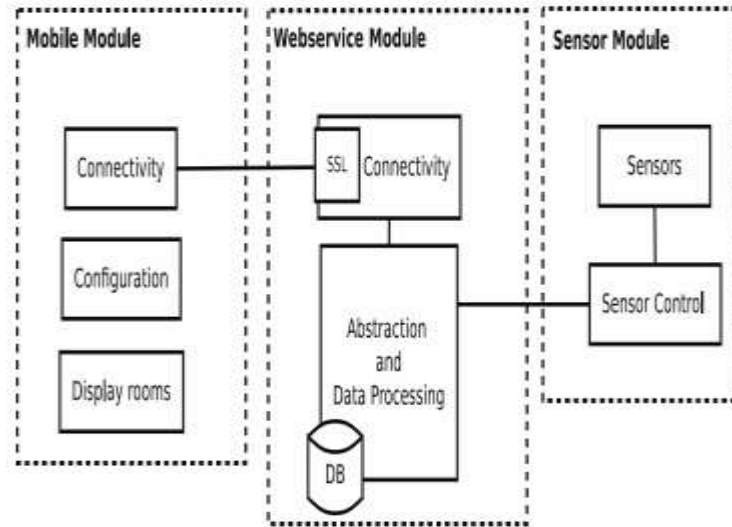 Mobile Module
Connectivity
Configuration
Display rooms
Webservice Module
SSL
Connectivity
Abstraction
and
Data Processing
DB
Sensor Module
Sensors
Sensor Control